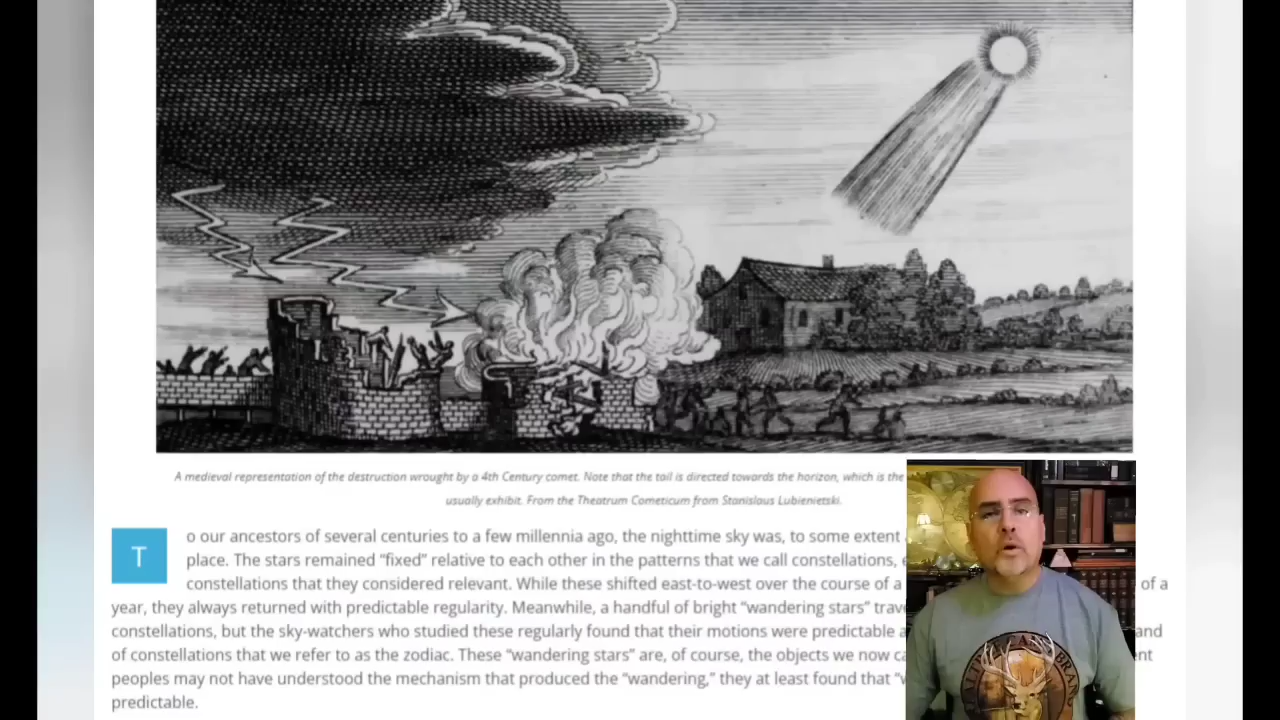 A medieval representation of the destruction wrought by a 4th Century comet. Note that the tail is directed towards the horizon, which is the
usually exhibit. From the Theatrum Cometicum from Stanislaus Lubienietski.
T
o our ancestors of several centuries to a few millennia ago, the nighttime sky was, to some extent
place. The stars remained “fixed” relative to each other in the patterns that we call constellations,
constellations that they condered relevant. While these shifted east-to-west over the course of a of a
year, they always returned with predictable regularity. Meanwhile, a handful of bright “wandering stars”
constellations, but the sky-watchers who studied these regularly found that their motions were predictable and
of constellations that we refer to as the zodiac. These “wandering stars” are, of course, the objects we now
peoples may not have understood the mechanism that produced the “wandering,” they at least found that
predictable.